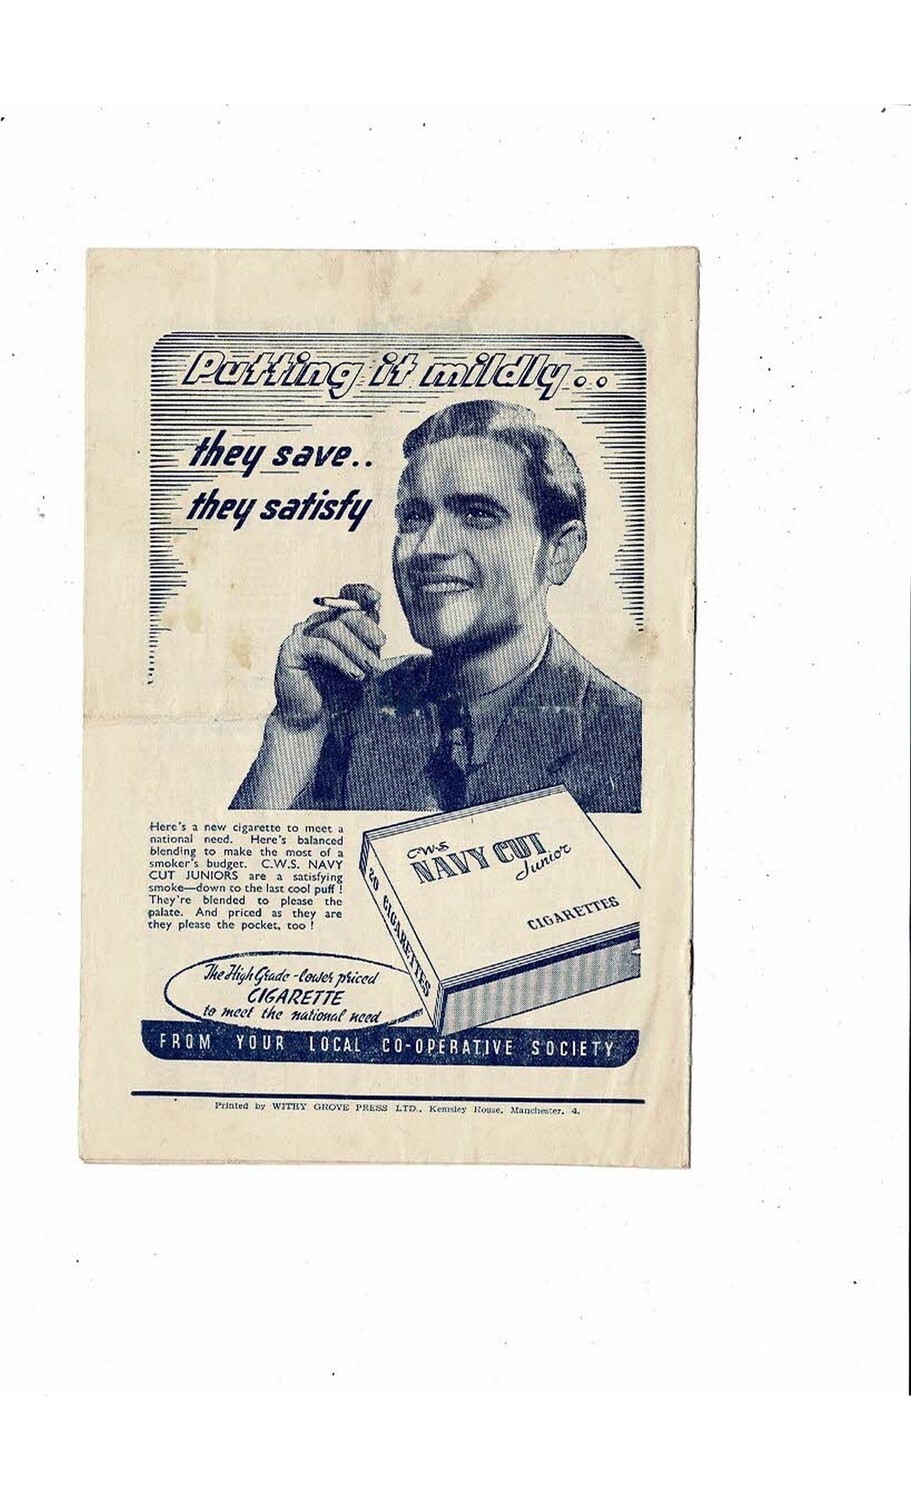 Putting it mildly..
they save..
they satisfy
Here's a new cigarette to meet a
national need. Here's balanced
blending to make the most of a
smoker's budget. C.W.S. NAVY
CUT JUNIORS are a satisfying
smoke—down to the last cool puff !
They're blended to please the
palate. And priced as they are
they please the pocket, too !
C·W·S
NAVY CUT
Junior
CIGARETTES
20 CIGARETTES
The High Grade - lower priced
CIGARETTE
to meet the national need
FROM YOUR LOCAL CO-OPERATIVE SOCIETY
Printed by WITHY GROVE PRESS LTD., Kemsley House, Manchester, 4.